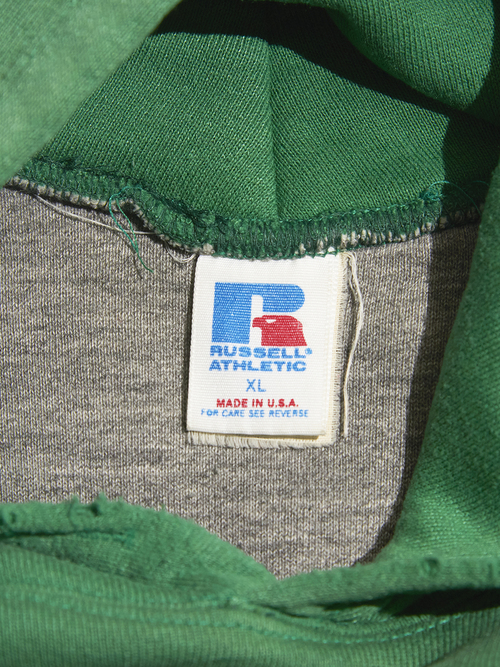 RUSSELL®
ATHLETIC
XL
MADE IN U.S.A.
FOR CARE SEE REVERSE